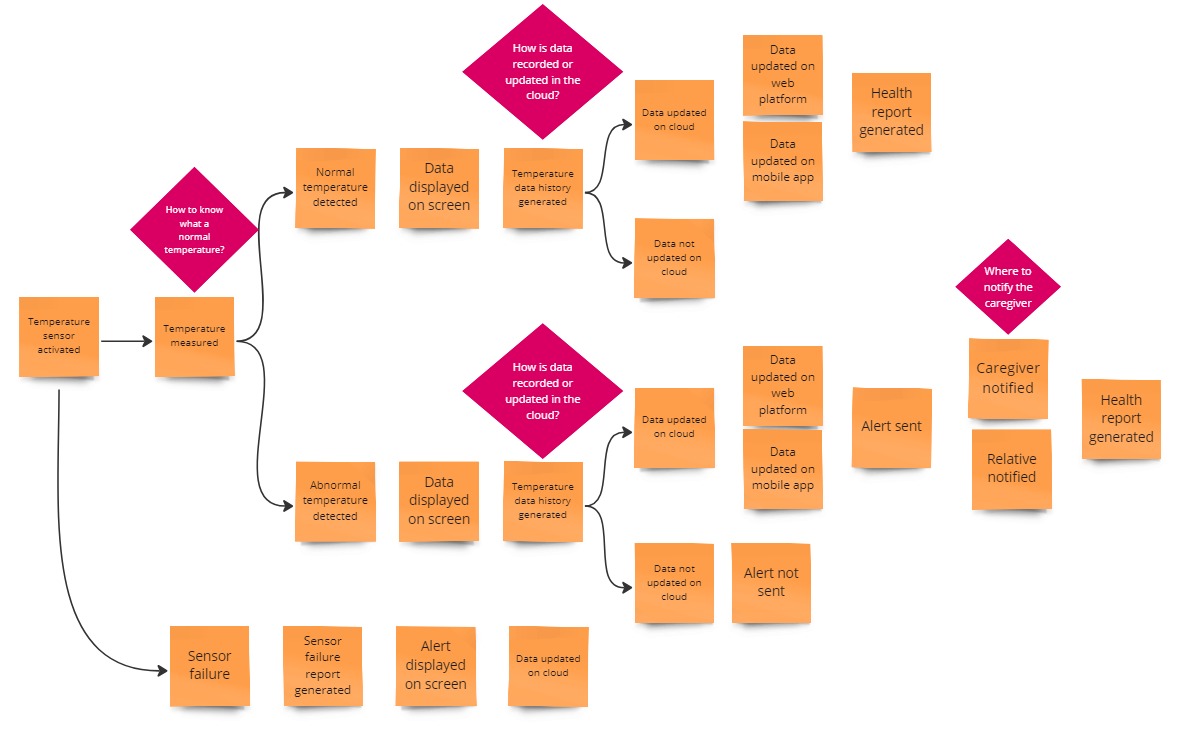 How is data
recorded or
updated in the
cloud?
Data
updated on
web
platform
Health
report
generated
Data updated
on cloud
Data
updated on
mobile app
Normal
temperature
detected
Data
displayed
on screen
Temperature
data history
generated
How to know
what a
normal
temperature?
Data not
updated on
cloud
Where to
notify the
caregiver
Temperature
sensor
activated
Temperature
measured
How is data
recorded or
updated in the
cloud?
Data
updated on
web
platform
Caregiver
notified
Data updated
on cloud
Alert sent
Health
report
generated
Data
updated on
mobile app
Relative
notified
Abnormal
temperature
detected
Data
displayed
on screen
Temperature
data history
generated
Data not
updated on
cloud
Alert not
sent
Sensor
failure
Sensor
failure
report
generated
Alert
displayed
on screen
Data updated
on cloud